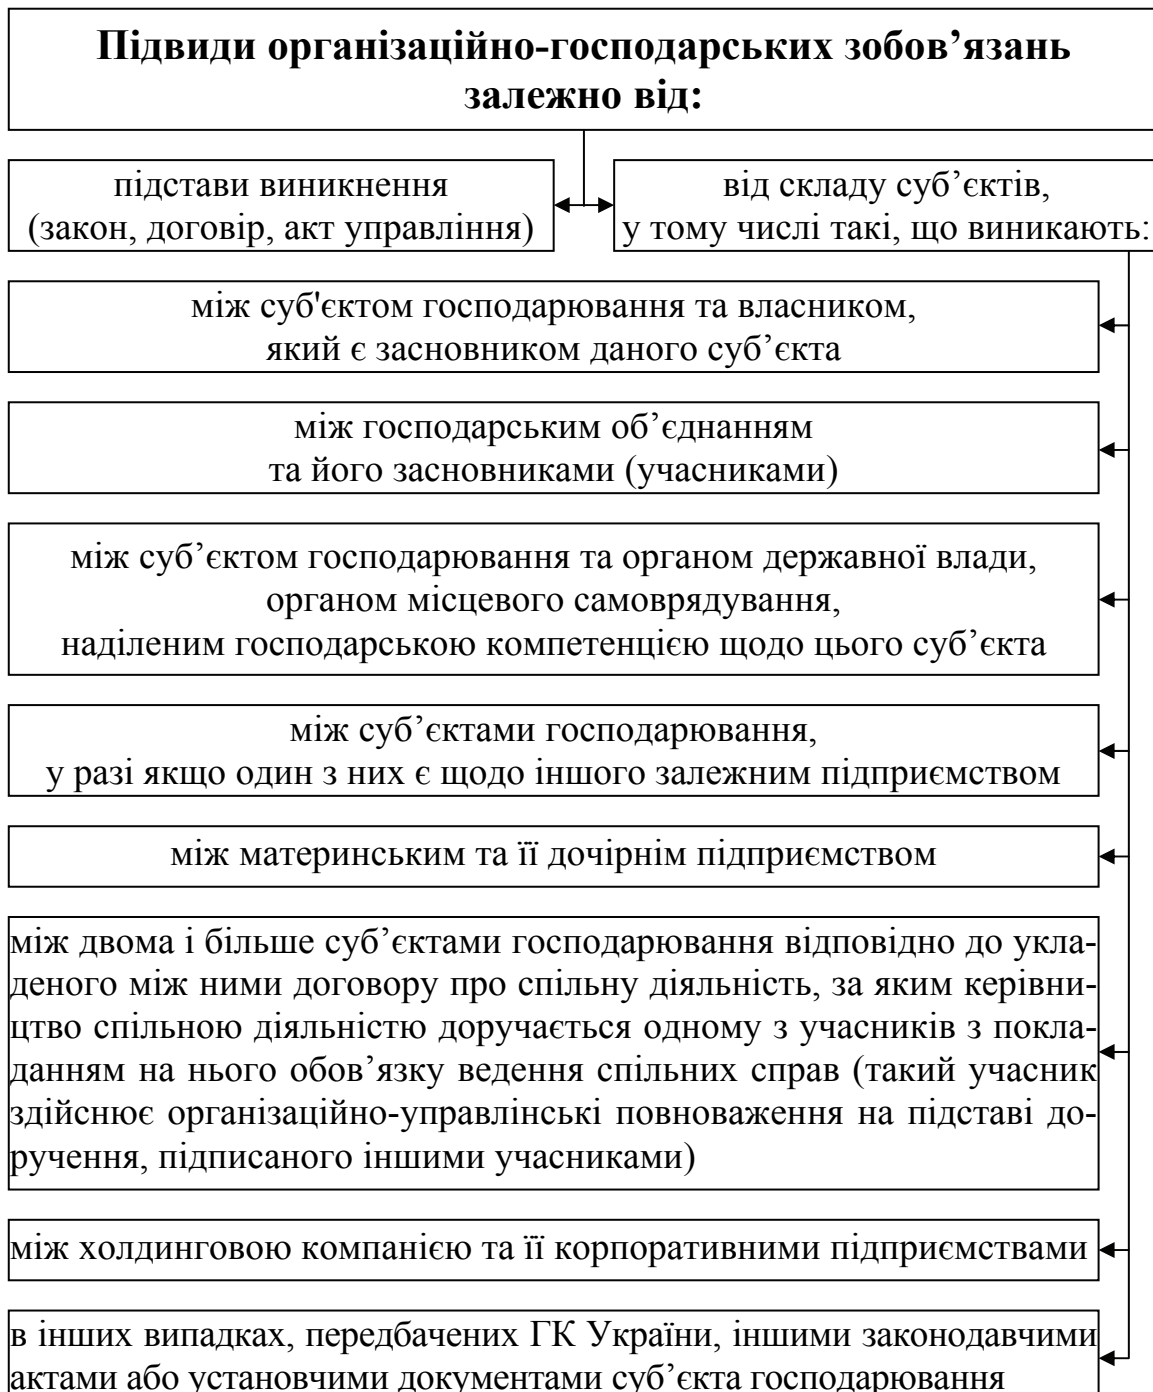 Підвиди організаційно-господарських зобов’язань
залежно від:
підстави виникнення
(закон, договір, акт управління)
від складу суб’єктів,
у тому числі такі, що виникають:
між суб'єктом господарювання та власником,
який є засновником даного суб’єкта
між господарським об’єднанням
та його засновниками (учасниками)
між суб’єктом господарювання та органом державної влади,
органом місцевого самоврядування,
наділеним господарською компетенцією щодо цього суб’єкта
між суб’єктами господарювання,
у разі якщо один з них є щодо іншого залежним підприємством
між материнським та її дочірнім підприємством
між двома і більше суб’єктами господарювання відповідно до укла-
деного між ними договору про спільну діяльність, за яким керівни-
цтво спільною діяльністю доручається одному з учасників з покла-
данням на нього обов’язку ведення спільних справ (такий учасник
здійснює організаційно-управлінські повноваження на підставі до-
ручення, підписаного іншими учасниками)
між холдинговою компанією та її корпоративними підприємствами
в інших випадках, передбачених ГК України, іншими законодавчими
актами або установчими документами суб’єкта господарювання